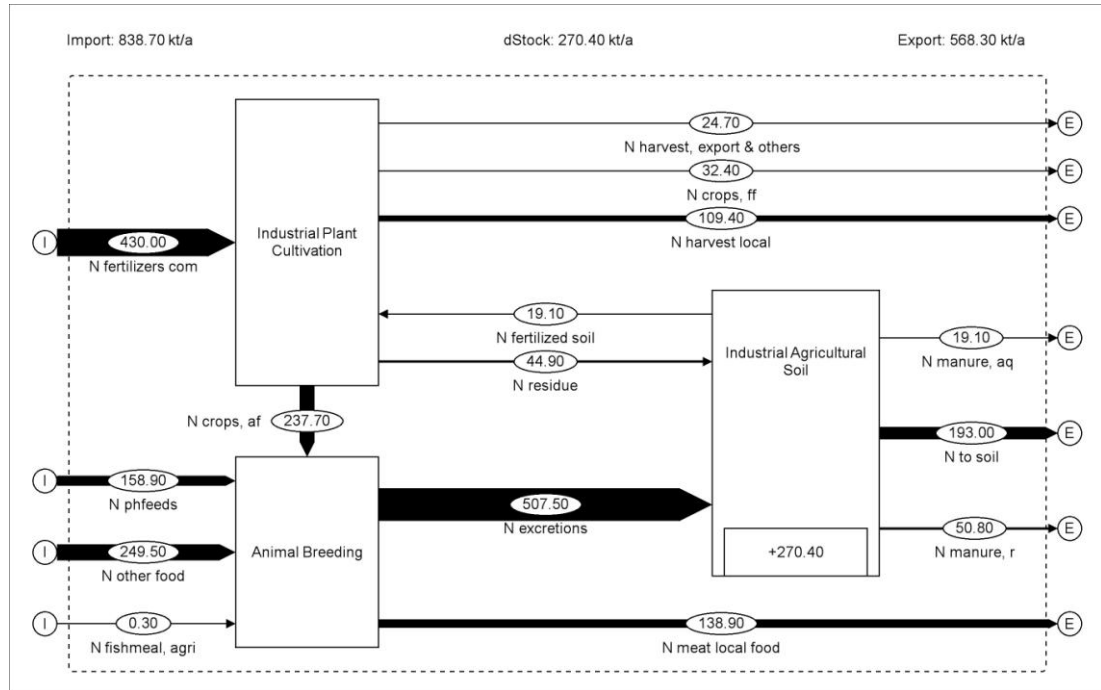 Import: 838.70 kt/a
dStock: 270.40 kt/a
Export: 568.30 kt/a
24.70
E
N harvest, export & others
32.40
E
N crops, ff
109.40
E
N harvest local
Industrial Plant
Cultivation
I
430.00
N fertilizers com
19.10
N fertilized soil
44.90
N residue
Industrial Agricultural
Soil
19.10
E
N manure, aq
N crops, af
237.70
193.00
E
N to soil
I
158.90
N phfeeds
507.50
N excretions
50.80
E
N manure, r
I
249.50
N other food
Animal Breeding
+270.40
I
0.30
N fishmeal, agri
138.90
E
N meat local food